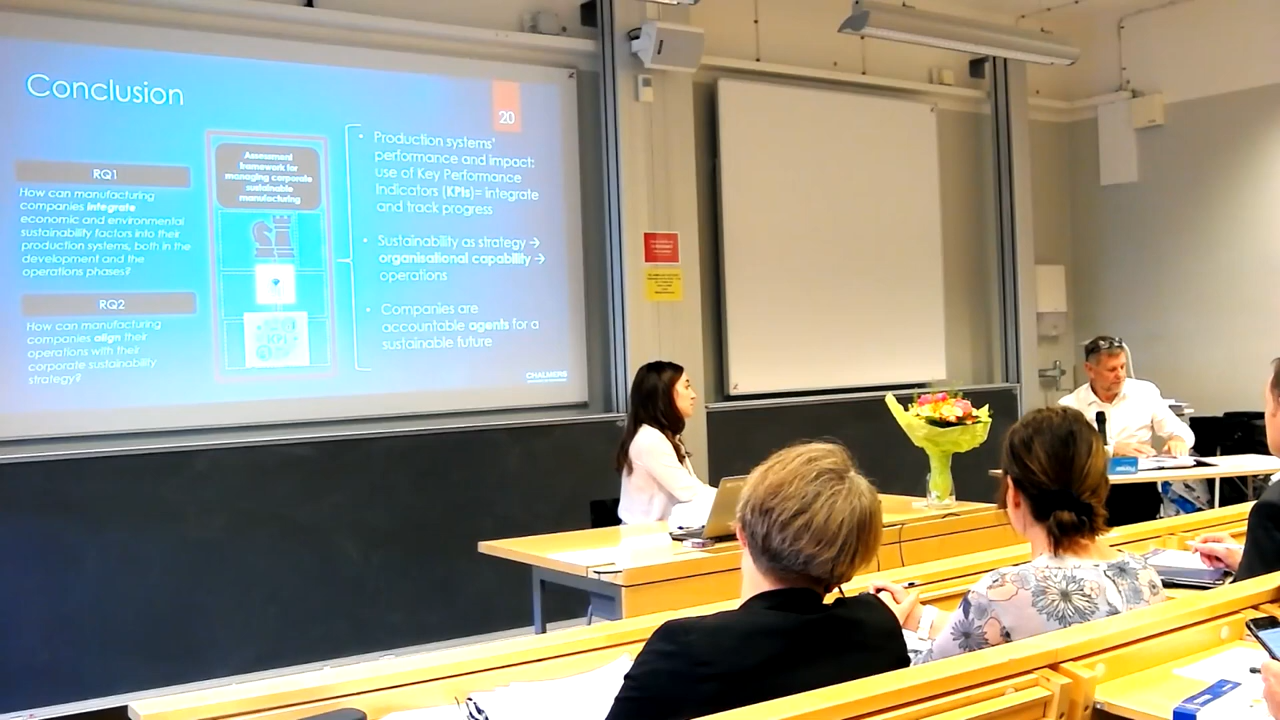 Conclusion
20
RQ1
How can manufacturing
companies integrate
economic and environmental
sustainability factors into their
production systems, both in the
development and the
operations phases?
RQ2
How can manufacturing
companies align their
operations with their
corporate sustainability
strategy?
Assessment
framework for
managing corporate
sustainable
manufacturing
KPI
• Production systems'
performance and impact:
use of Key Performance
Indicators (KPIs)= integrate
and track progress
• Sustainability as strategy →
organisational capability →
operations
• Companies are
accountable agents for a
sustainable future
CHALMERS